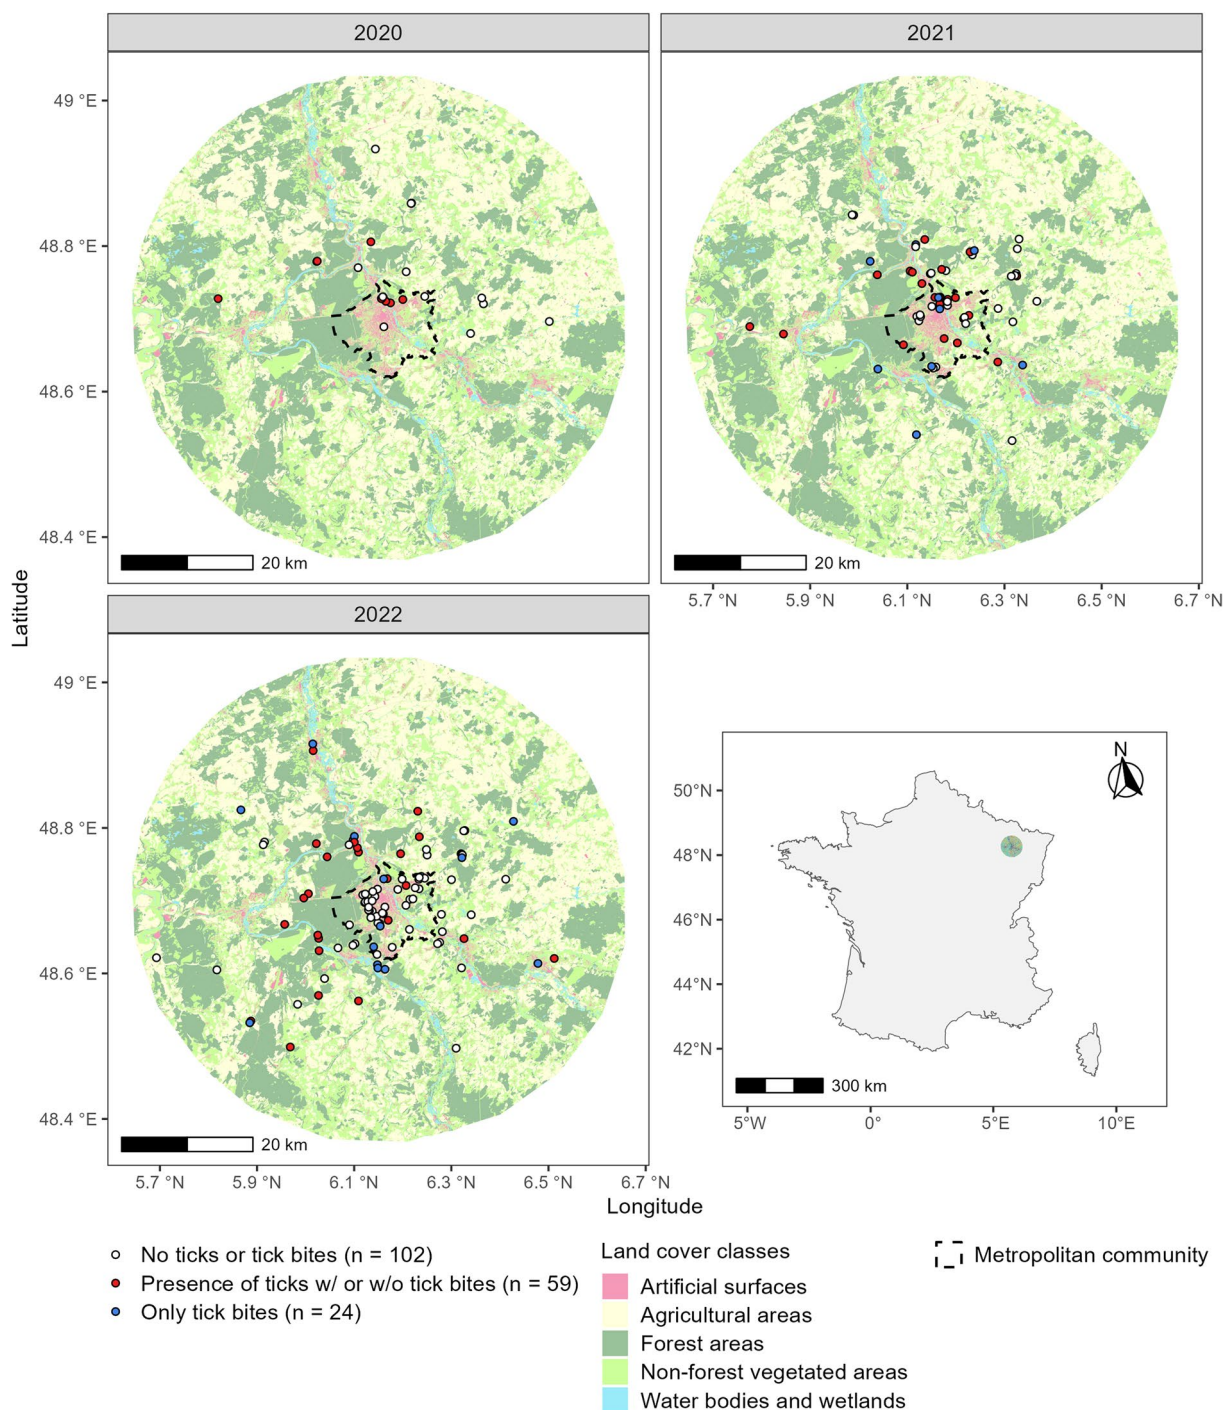 2020
2021
49 °E
48.8 °E
48.6 °E
48.4 °E
20 km
20 km
5.7 °N 5.9 °N 6.1 °N 6.3 °N 6.5 °N 6.7 °N
Latitude
2022
49 °E
48.8 °E
48.6 °E
48.4 °E
20 km
5.7 °N 5.9 °N 6.1 °N 6.3 °N 6.5 °N 6.7 °N
N
50°N
48°N
46°N
44°N
42°N
300 km
5°W 0° 5°E 10°E
Longitude
No ticks or tick bites (n = 102)
Presence of ticks w/ or w/o tick bites (n = 59)
Only tick bites (n = 24)
Land cover classes
Artificial surfaces
Agricultural areas
Forest areas
Non-forest vegetated areas
Water bodies and wetlands
Metropolitan community